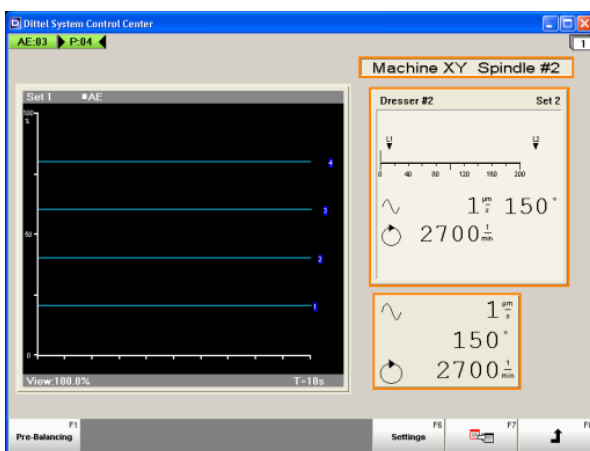 Dittel System Control Center
AE:03 P:04
1
Machine XY Spindle #2
Set 1 AE
100
%
50
0
4
3
2
1
View:100.0% T=10s
Dresser #2 Set 2
L1 L2
0 40 80 120 160 200
1 µm/s 150°
2700 1/min
1 µm/s
150°
2700 1/min
F1 F6 F7
Pre-Balancing Settings